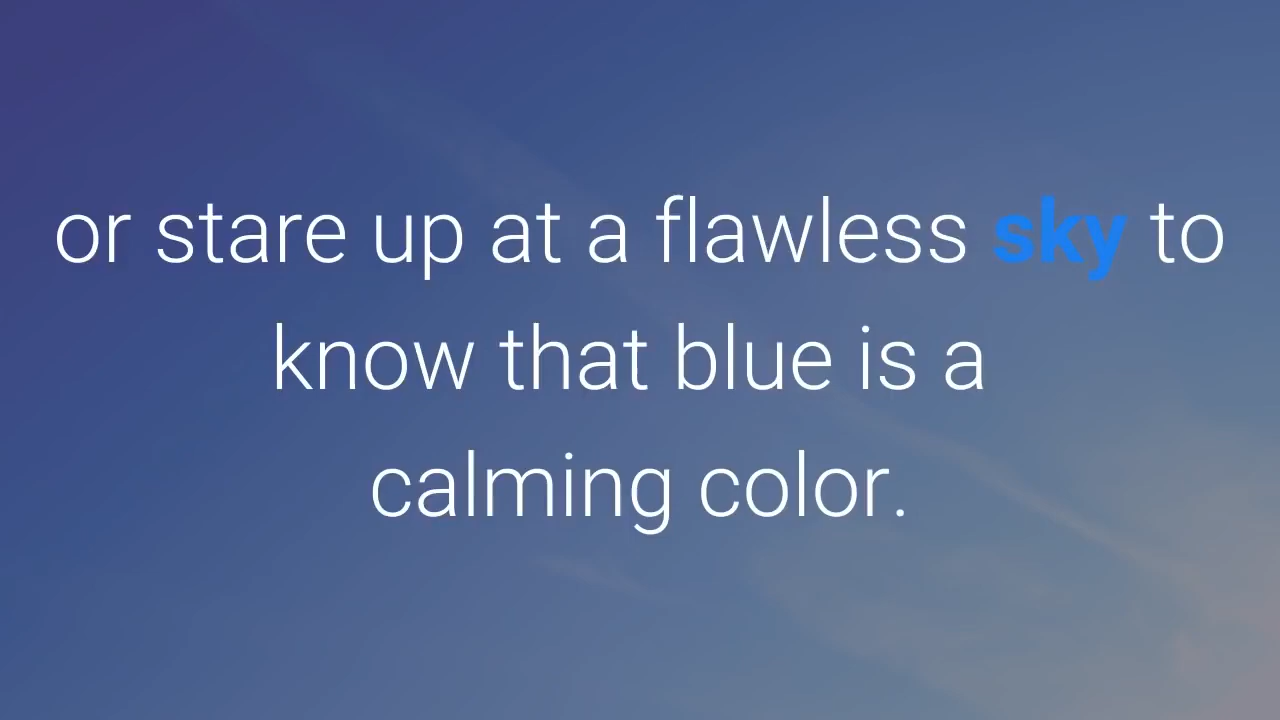 or stare up at a flawless sky to
know that blue is a
calming color.